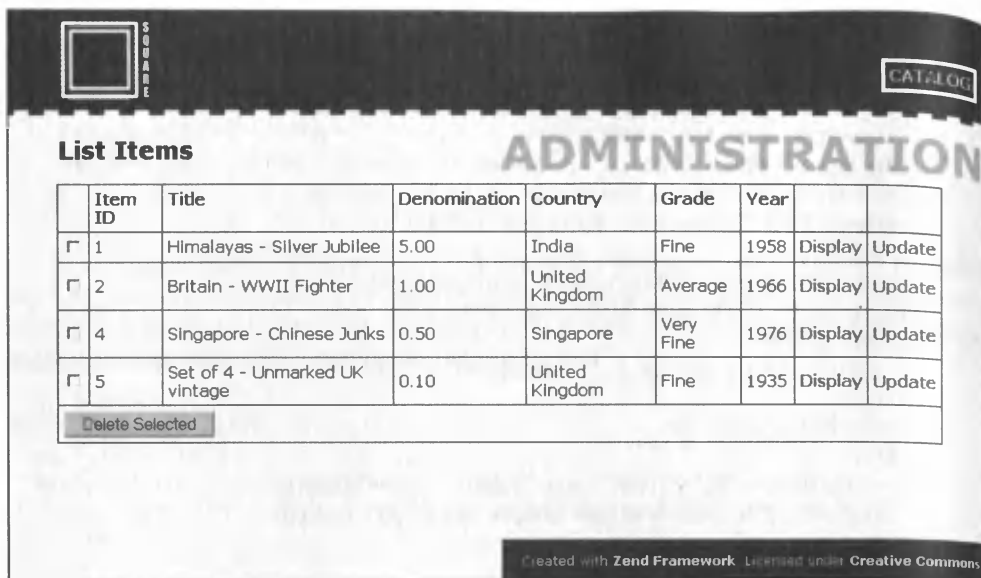 SQUARE
CATALOG
ADMINISTRATION
List Items
Item ID Title Denomination Country Grade Year
1 Himalayas - Silver Jubilee 5.00 India Fine 1958 Display Update
2 Britain - WWII Fighter 1.00 United Kingdom Average 1966 Display Update
4 Singapore - Chinese Junks 0.50 Singapore Very Fine 1976 Display Update
5 Set of 4 - Unmarked UK vintage 0.10 United Kingdom Fine 1935 Display Update
Delete Selected
Created with Zend Framework. Licensed under Creative Commons